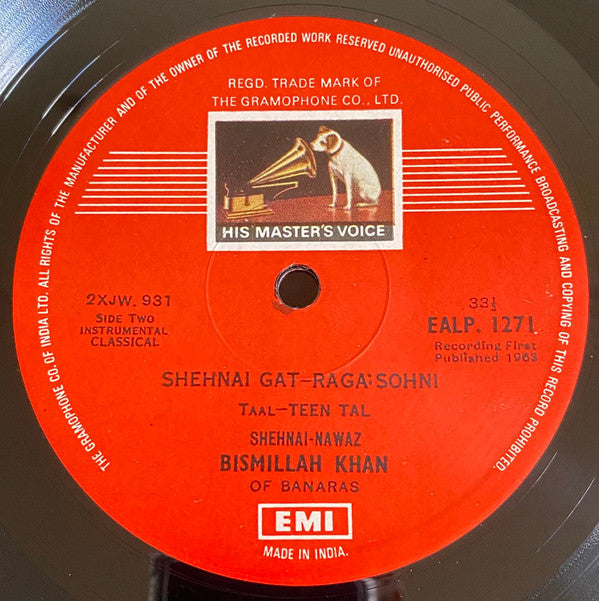 THE GRAMOPHONE CO. OF INDIA LTD. ALL RIGHTS OF THE MANUFACTURER AND OF THE OWNER OF THE RECORDED WORK RESERVED UNAUTHORISED PUBLIC PERFORMANCE BROADCASTING AND COPYING OF THIS RECORD PROHIBITED.
REGD. TRADE MARK OF
THE GRAMOPHONE CO., LTD.
HIS MASTER'S VOICE
2XJW. 931
SIDE TWO
INSTRUMENTAL
CLASSICAL
33⅓
EALP. 1271
Recording First
Published 1963
SHEHNAI GAT-RAGA:SOHNI
TAAL-TEEN TAL
SHEHNAI-NAWAZ
BISMILLAH KHAN
OF BANARAS
EMI
MADE IN INDIA.